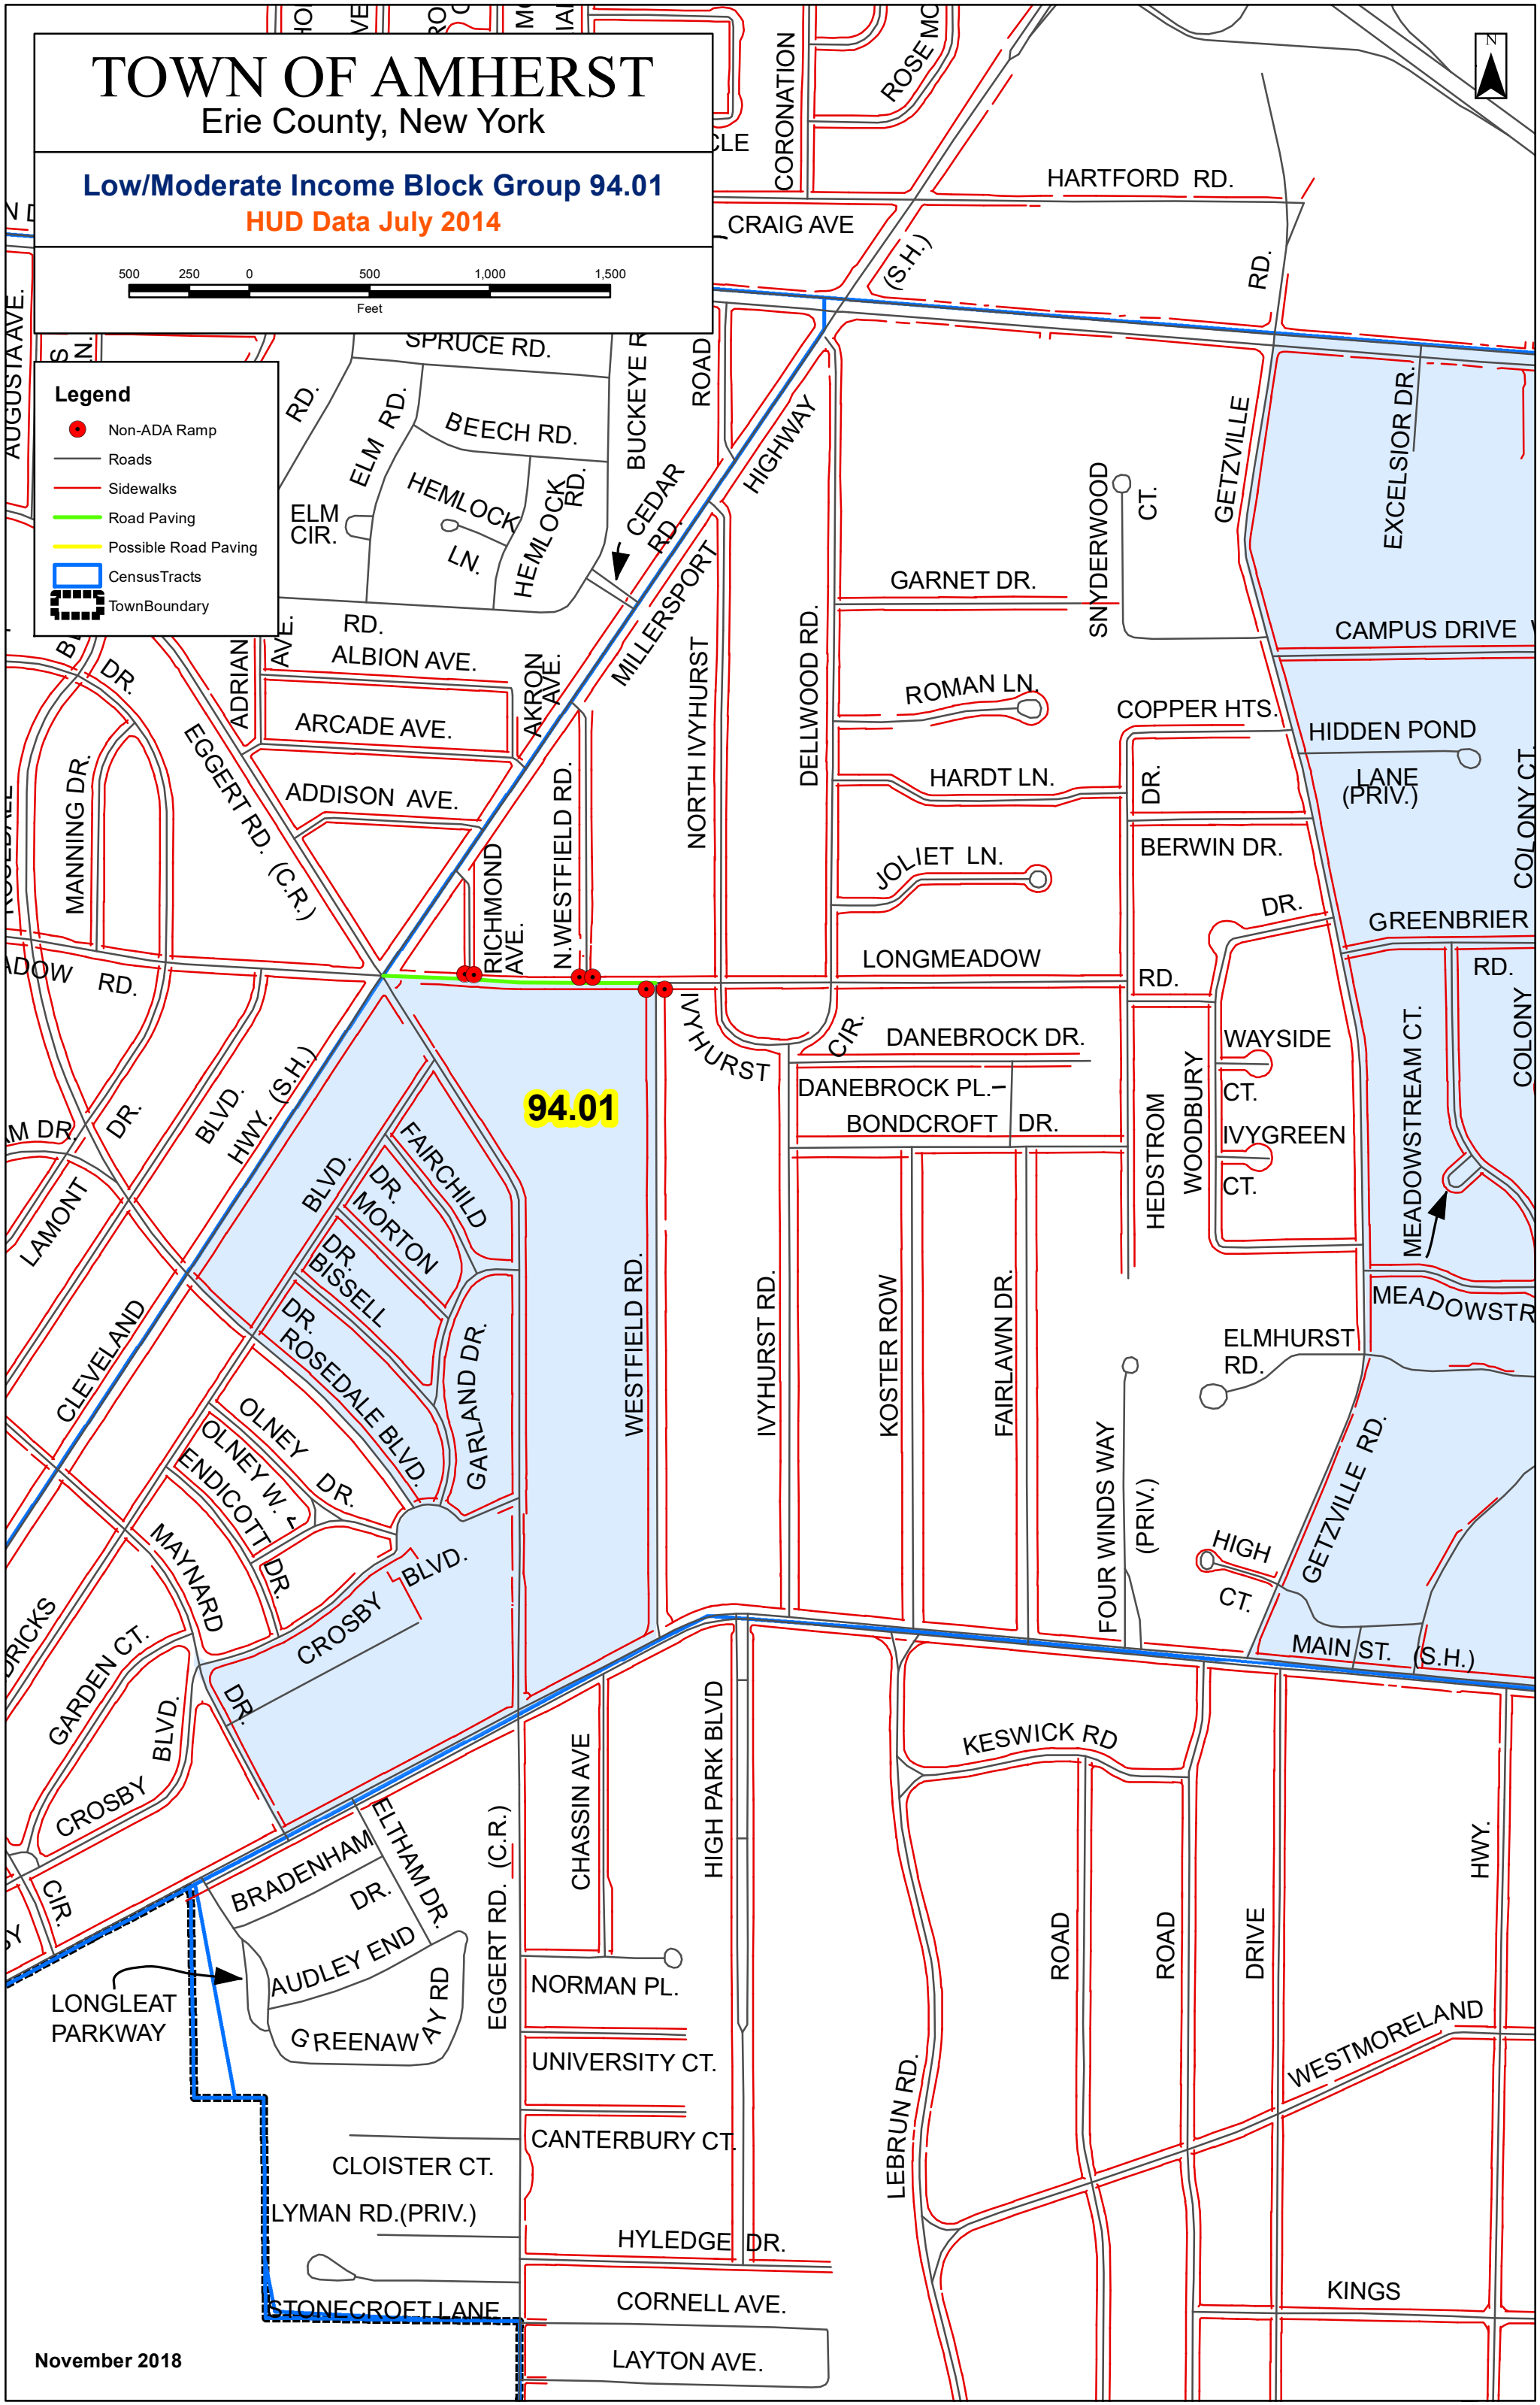 TOWN OF AMHERST
Erie County, New York
Low/Moderate Income Block Group 94.01
HUD Data July 2014
500 250 0 500 1,000 1,500
Feet
Legend
Non-ADA Ramp
Roads
Sidewalks
Road Paving
Possible Road Paving
CensusTracts
TownBoundary
N
CORONATION
CLE
HARTFORD RD.
CRAIG AVE
(S.H.)
RD.
AUGUSTA AVE.
LN.
SPRUCE RD.
RD.
ELM RD.
BEECH RD.
BUCKEYE R
ROAD
HEMLOCK
LN.
HEMLOCK
RD.
ELM
CIR.
CEDAR
RD.
HIGHWAY
MILLERSPORT
GETZVILLE
EXCELSIOR DR.
SNYDERWOOD
CT.
GARNET DR.
CAMPUS DRIVE
RD.
ALBION AVE.
ADRIAN
AVE.
AKRON
AVE.
ARCADE AVE.
ADDISON AVE.
DR.
MANNING DR.
EGGERT RD. (C.R.)
NORTH IVYHURST
DELLWOOD RD.
ROMAN LN.
COPPER HTS.
HIDDEN POND
LANE
(PRIV.)
HARDT LN.
DR.
BERWIN DR.
COLONY CT.
JOLIET LN.
RICHMOND
AVE.
N.WESTFIELD RD.
DR.
GREENBRIER
RD.
LONGMEADOW
RD.
ADOW RD.
94.01
IVYHURST
CIR.
DANEBROCK DR.
DANEBROCK PL.
BONDCROFT DR.
WAYSIDE
CT.
IVYGREEN
CT.
WOODBURY
HEDSTROM
MEADOWSTREAM CT.
COLONY
MEADOWSTR
AM DR.
DR.
BLVD.
HWY. (S.H.)
LAMONT
CLEVELAND
BLVD.
FAIRCHILD
DR.
MORTON
DR.
BISSELL
DR.
ROSEDALE BLVD.
GARLAND DR.
WESTFIELD RD.
IVYHURST RD.
KOSTER ROW
FAIRLAWN DR.
ELMHURST
RD.
FOUR WINDS WAY
(PRIV.)
HIGH
CT.
GETZVILLE RD.
MAIN ST. (S.H.)
OLNEY DR.
OLNEY W.
ENDICOTT
DR.
MAYNARD
DR.
CROSBY BLVD.
DRICKS
GARDEN CT.
CROSBY BLVD.
CIR.
BRADENHAM
DR.
ELTHAM DR.
AUDLEY END
GREENAWAY RD
LONGLEAT
PARKWAY
EGGERT RD. (C.R.)
CHASSIN AVE
HIGH PARK BLVD
KESWICK RD
ROAD
ROAD
DRIVE
HWY.
NORMAN PL.
UNIVERSITY CT.
CANTERBURY CT.
CLOISTER CT.
LYMAN RD.(PRIV.)
LEBRUN RD.
WESTMORELAND
HYLEDGE DR.
STONECROFT LANE
CORNELL AVE.
KINGS
LAYTON AVE.
November 2018